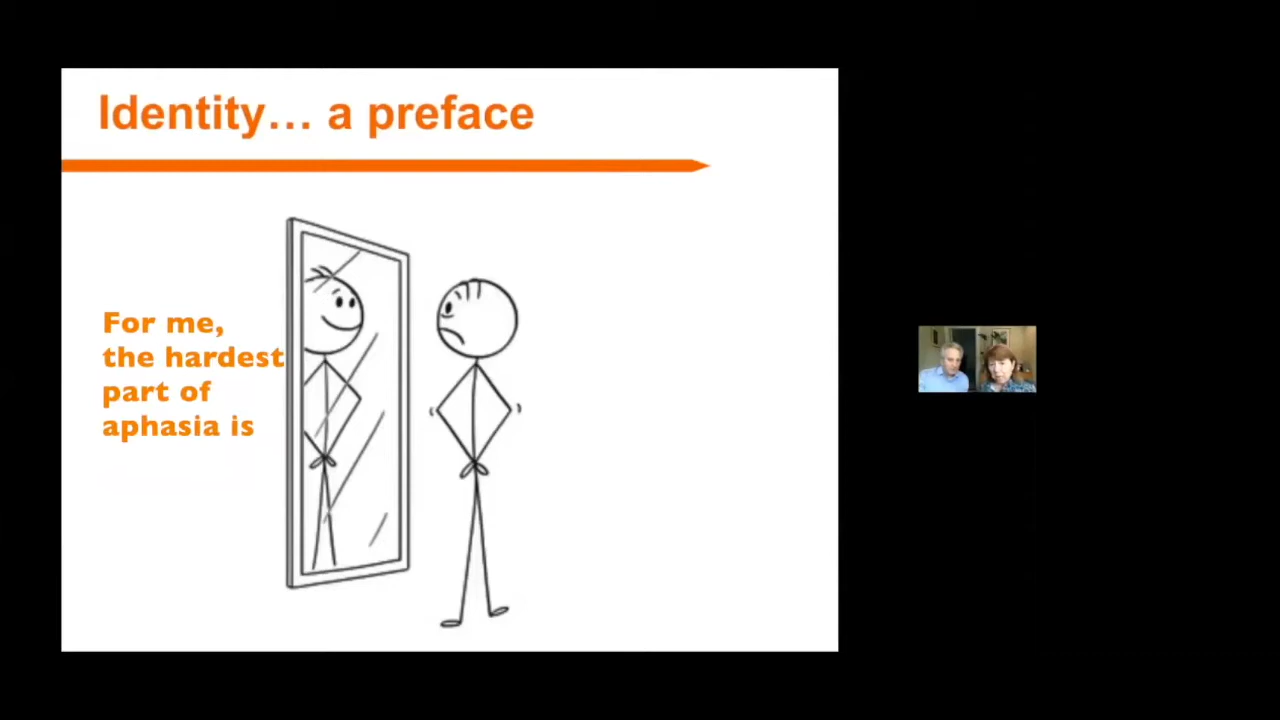 Identity… a preface
For me,
the hardest
part of
aphasia is